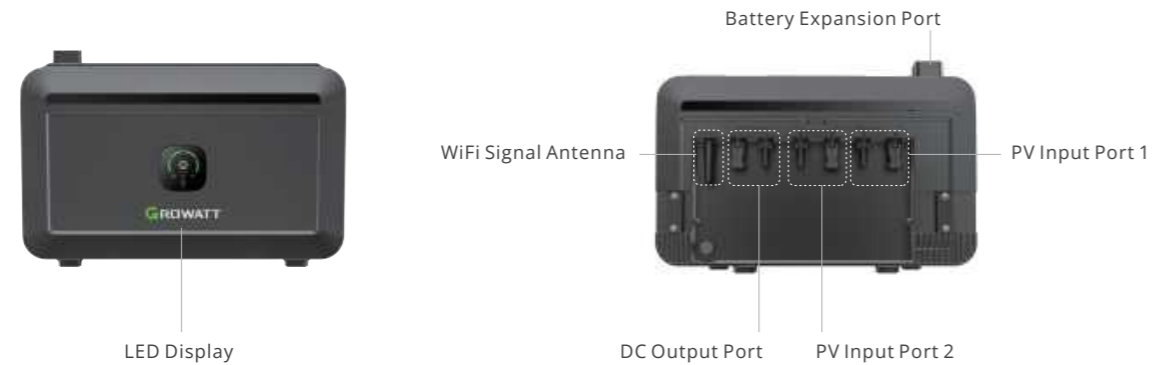 Battery Expansion Port
WiFi Signal Antenna
PV Input Port 1
GROWATT
LED Display
DC Output Port
PV Input Port 2